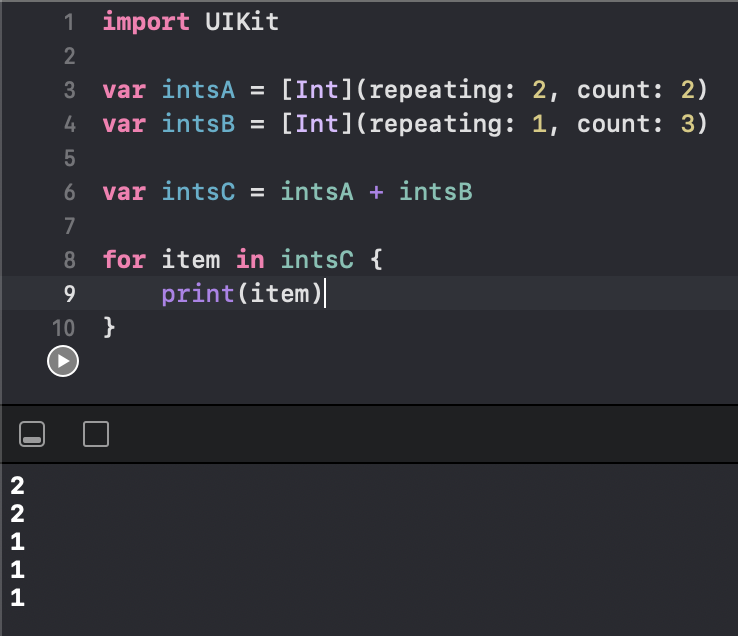 1 import UIKit
2
3 var intsA = [Int](repeating: 2, count: 2)
4 var intsB = [Int](repeating: 1, count: 3)
5
6 var intsC = intsA + intsB
7
8 for item in intsC {
9     print(item)
10 }
2
2
1
1
1